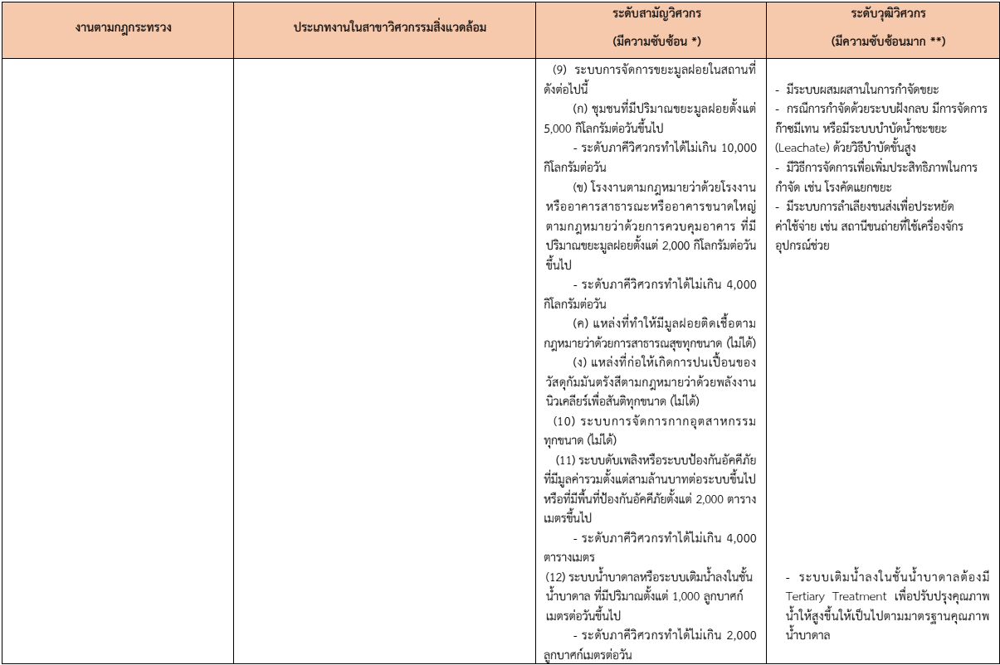 งานตามกฎกระทรวง
ประเภทงานในสาขาวิศวกรรมสิ่งแวดล้อม
ระดับสามัญวิศวกร
(มีความซับซ้อน *)
ระดับวุฒิวิศวกร
(มีความซับซ้อนมาก **)
(9) ระบบการจัดการขยะมูลฝอยในสถานที่
ดังต่อไปนี้
(ก) ชุมชนที่มีปริมาณขยะมูลฝอยตั้งแต่
5,000 กิโลกรัมต่อวันขึ้นไป
- ระดับภาคีวิศวกรทำได้ไม่เกิน 10,000
กิโลกรัมต่อวัน
(ข) โรงงานตามกฎหมายว่าด้วยโรงงาน
หรืออาคารสาธารณะหรืออาคารขนาดใหญ่
ตามกฎหมายว่าด้วยการควบคุมอาคาร ที่มี
ปริมาณขยะมูลฝอยตั้งแต่ 2,000 กิโลกรัมต่อวัน
ขึ้นไป
- ระดับภาคีวิศวกรทำได้ไม่เกิน 4,000
กิโลกรัมต่อวัน
(ค) แหล่งที่ทำให้มีมูลฝอยติดเชื้อตาม
กฎหมายว่าด้วยการสาธารณสุขทุกขนาด (ไม่ได้)
(ง) แหล่งที่ก่อให้เกิดการปนเปื้อนของ
วัสดุกัมมันตรังสีตามกฎหมายว่าด้วยพลังงาน
นิวเคลียร์เพื่อสันติทุกขนาด (ไม่ได้)
(10) ระบบการจัดการกากอุตสาหกรรม
ทุกขนาด (ไม่ได้)
(11) ระบบดับเพลิงหรือระบบป้องกันอัคคีภัย
ที่มีมูลค่ารวมตั้งแต่สามล้านบาทต่อระบบขึ้นไป
หรือที่มีพื้นที่ป้องกันอัคคีภัยตั้งแต่ 2,000 ตาราง
เมตรขึ้นไป
- ระดับภาคีวิศวกรทำได้ไม่เกิน 4,000
ตารางเมตร
(12) ระบบน้ำบาดาลหรือระบบเติมน้ำลงในชั้น
น้ำบาดาล ที่มีปริมาณตั้งแต่ 1,000 ลูกบาศก์
เมตรต่อวันขึ้นไป
- ระดับภาคีวิศวกรทำได้ไม่เกิน 2,000
ลูกบาศก์เมตรต่อวัน
- มีระบบผสมผสานในการกำจัดขยะ
- กรณีการกำจัดด้วยระบบฝังกลบ มีการจัดการ
ก๊าซมีเทน หรือมีระบบบำบัดน้ำชะขยะ
(Leachate) ด้วยวิธีบำบัดขั้นสูง
- มีวิธีการจัดการเพื่อเพิ่มประสิทธิภาพในการ
กำจัด เช่น โรงคัดแยกขยะ
- มีระบบการลำเลียงขนส่งเพื่อประหยัด
ค่าใช้จ่าย เช่น สถานีขนถ่ายที่ใช้เครื่องจักร
อุปกรณ์ช่วย
- ระบบเติมน้ำลงในชั้นน้ำบาดาลต้องมี
Tertiary Treatment เพื่อปรับปรุงคุณภาพ
น้ำให้สูงขึ้นให้เป็นไปตามมาตรฐานคุณภาพ
น้ำบาดาล